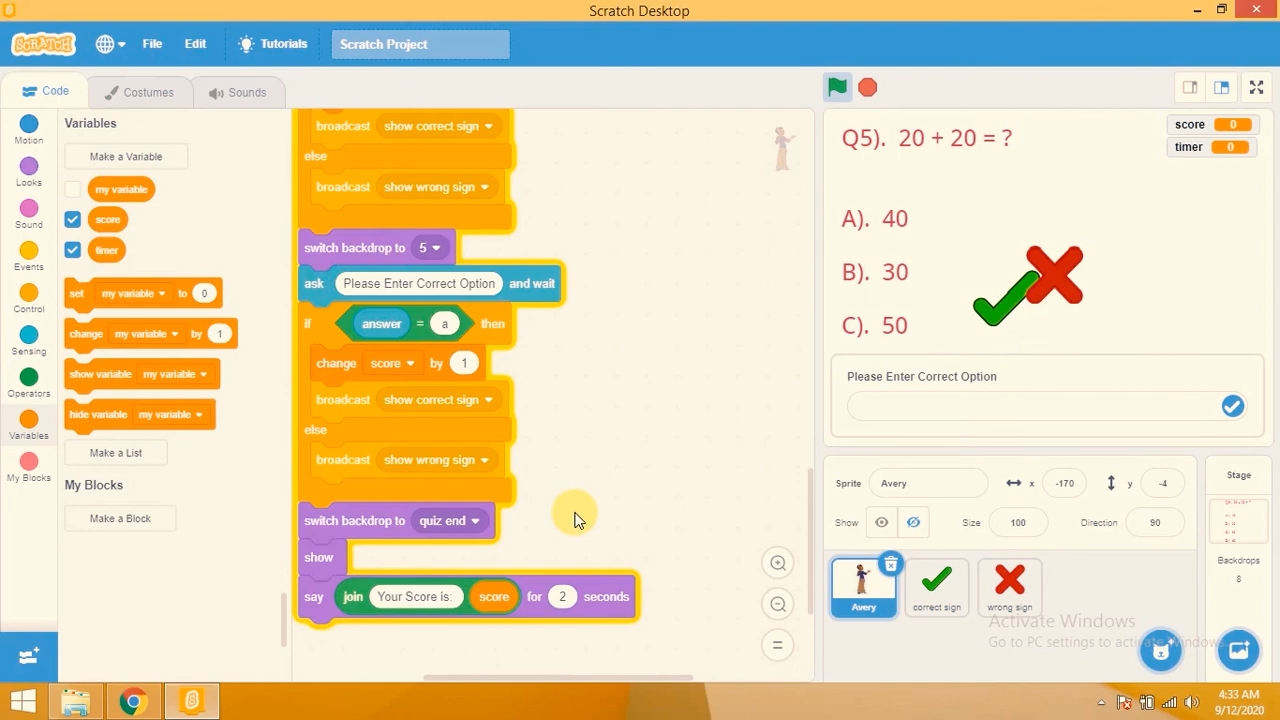 Scratch Desktop
SCRATCH
File
Edit
Tutorials
Scratch Project
Code
Costumes
Sounds
Motion
Looks
Sound
Events
Control
Sensing
Operators
Variables
My Blocks
Variables
Make a Variable
my variable
score
timer
set my variable to 0
change my variable by 1
show variable my variable
hide variable my variable
Make a List
My Blocks
Make a Block
broadcast show correct sign
else
broadcast show wrong sign
switch backdrop to 5
ask Please Enter Correct Option and wait
if answer = a then
change score by 1
broadcast show correct sign
else
broadcast show wrong sign
switch backdrop to quiz end
show
say join Your Score is: score for 2 seconds
Q5). 20 + 20 = ?
score 0
timer 0
A). 40
B). 30
C). 50
Please Enter Correct Option
Sprite Avery x -170 y -4
Show Size 100 Direction 90
Avery
correct sign
wrong sign
Stage
Backdrops
8
Activate Windows
Go to PC settings to activate Windows.
4:33 AM
9/12/2020